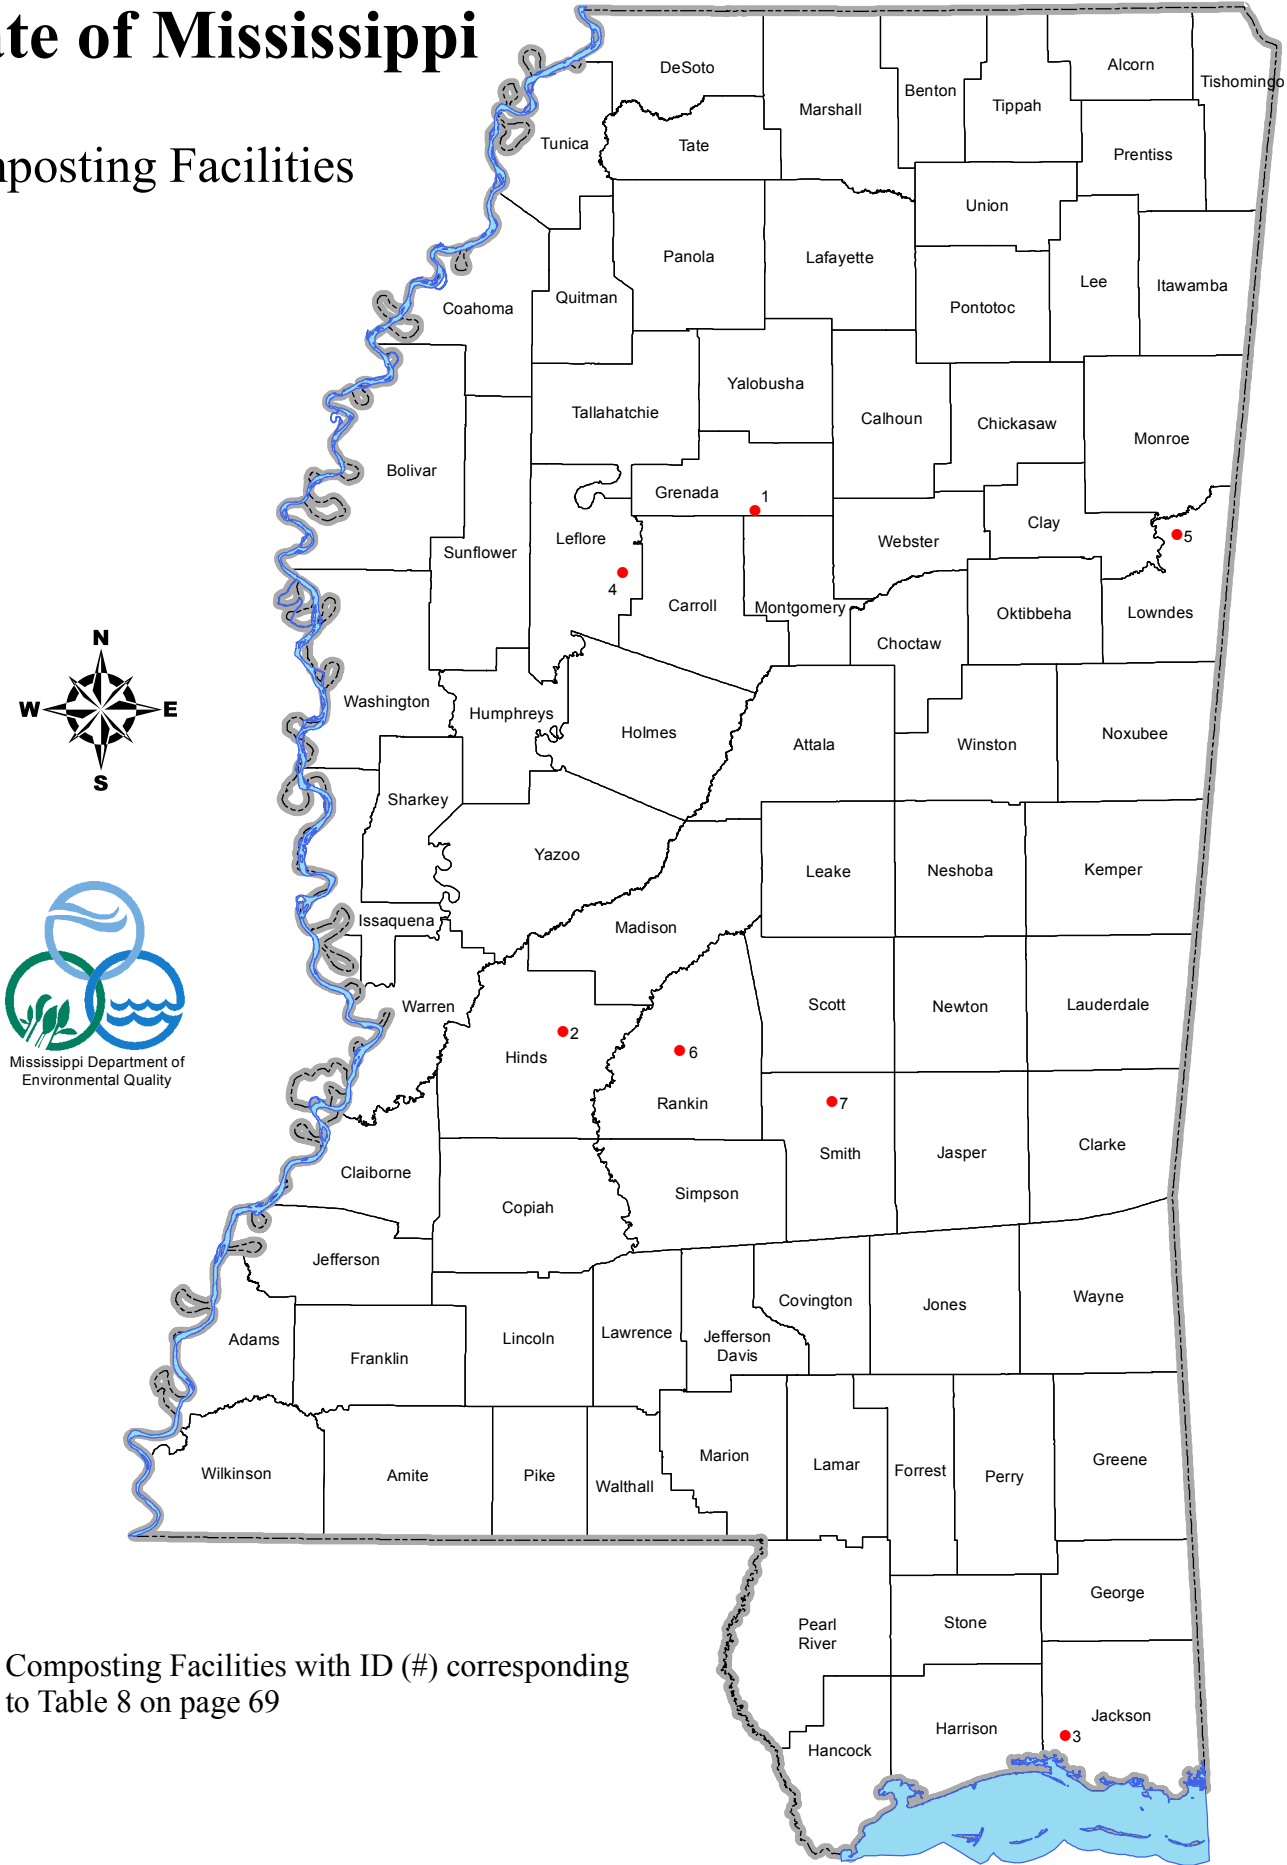 ate of Mississippi
mposting Facilities
DeSoto
Marshall
Benton
Tippah
Alcorn
Tishomingo
Tunica
Tate
Prentiss
Union
Panola
Lafayette
Coahoma
Quitman
Pontotoc
Lee
Itawamba
Yalobusha
Tallahatchie
Calhoun
Chickasaw
Monroe
Bolivar
Grenada
1
Sunflower
Leflore
Webster
Clay
5
4
Carroll
Montgomery
Choctaw
Oktibbeha
Lowndes
N
W
E
S
Washington
Humphreys
Holmes
Attala
Winston
Noxubee
Sharkey
Yazoo
Leake
Neshoba
Kemper
Issaquena
Madison
Warren
Scott
Newton
Lauderdale
Hinds
2
6
Rankin
7
Smith
Jasper
Clarke
Mississippi Department of
Environmental Quality
Claiborne
Copiah
Simpson
Jefferson
Adams
Franklin
Lincoln
Lawrence
Jefferson
Davis
Covington
Jones
Wayne
Wilkinson
Amite
Pike
Walthall
Marion
Lamar
Forrest
Perry
Greene
Pearl
River
Stone
George
Hancock
Harrison
Jackson
3
Composting Facilities with ID (#) corresponding
to Table 8 on page 69